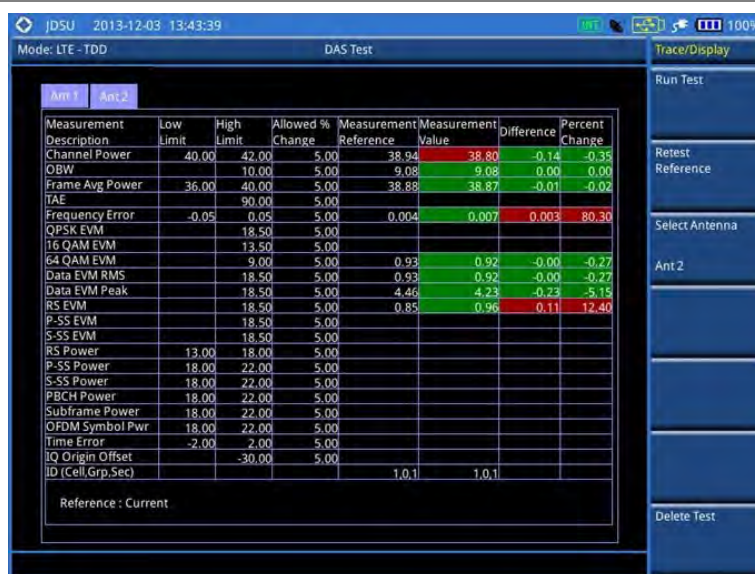 JDSU 2013-12-03 13:43:39 INT 100%
Mode: LTE - TDD DAS Test Trace/Display
Ant 1 Ant 2
Measurement Description Low Limit High Limit Allowed % Change Measurement Reference Measurement Value Difference Percent Change
Channel Power 40.00 42.00 5.00 38.94 38.80 -0.14 -0.35
OBW 10.00 5.00 9.08 9.08 0.00 0.00
Frame Avg Power 36.00 40.00 5.00 38.88 38.87 -0.01 -0.02
TAE 90.00 5.00
Frequency Error -0.05 0.05 5.00 0.004 0.007 0.003 80.30
QPSK EVM 18.50 5.00
16 QAM EVM 13.50 5.00
64 QAM EVM 9.00 5.00 0.93 0.92 -0.00 -0.27
Data EVM RMS 18.50 5.00 0.93 0.92 -0.00 -0.27
Data EVM Peak 18.50 5.00 4.46 4.23 -0.23 -5.15
RS EVM 18.50 5.00 0.85 0.96 0.11 12.40
P-SS EVM 18.50 5.00
S-SS EVM 18.50 5.00
RS Power 13.00 18.00 5.00
P-SS Power 18.00 22.00 5.00
S-SS Power 18.00 22.00 5.00
PBCH Power 18.00 22.00 5.00
Subframe Power 18.00 22.00 5.00
OFDM Symbol Pwr 18.00 22.00 5.00
Time Error -2.00 2.00 5.00
IQ Origin Offset -30.00 5.00
ID (Cell,Grp,Sec) 1,0,1 1,0,1
Reference : Current
Run Test
Retest
Reference
Select Antenna
Ant 2
Delete Test